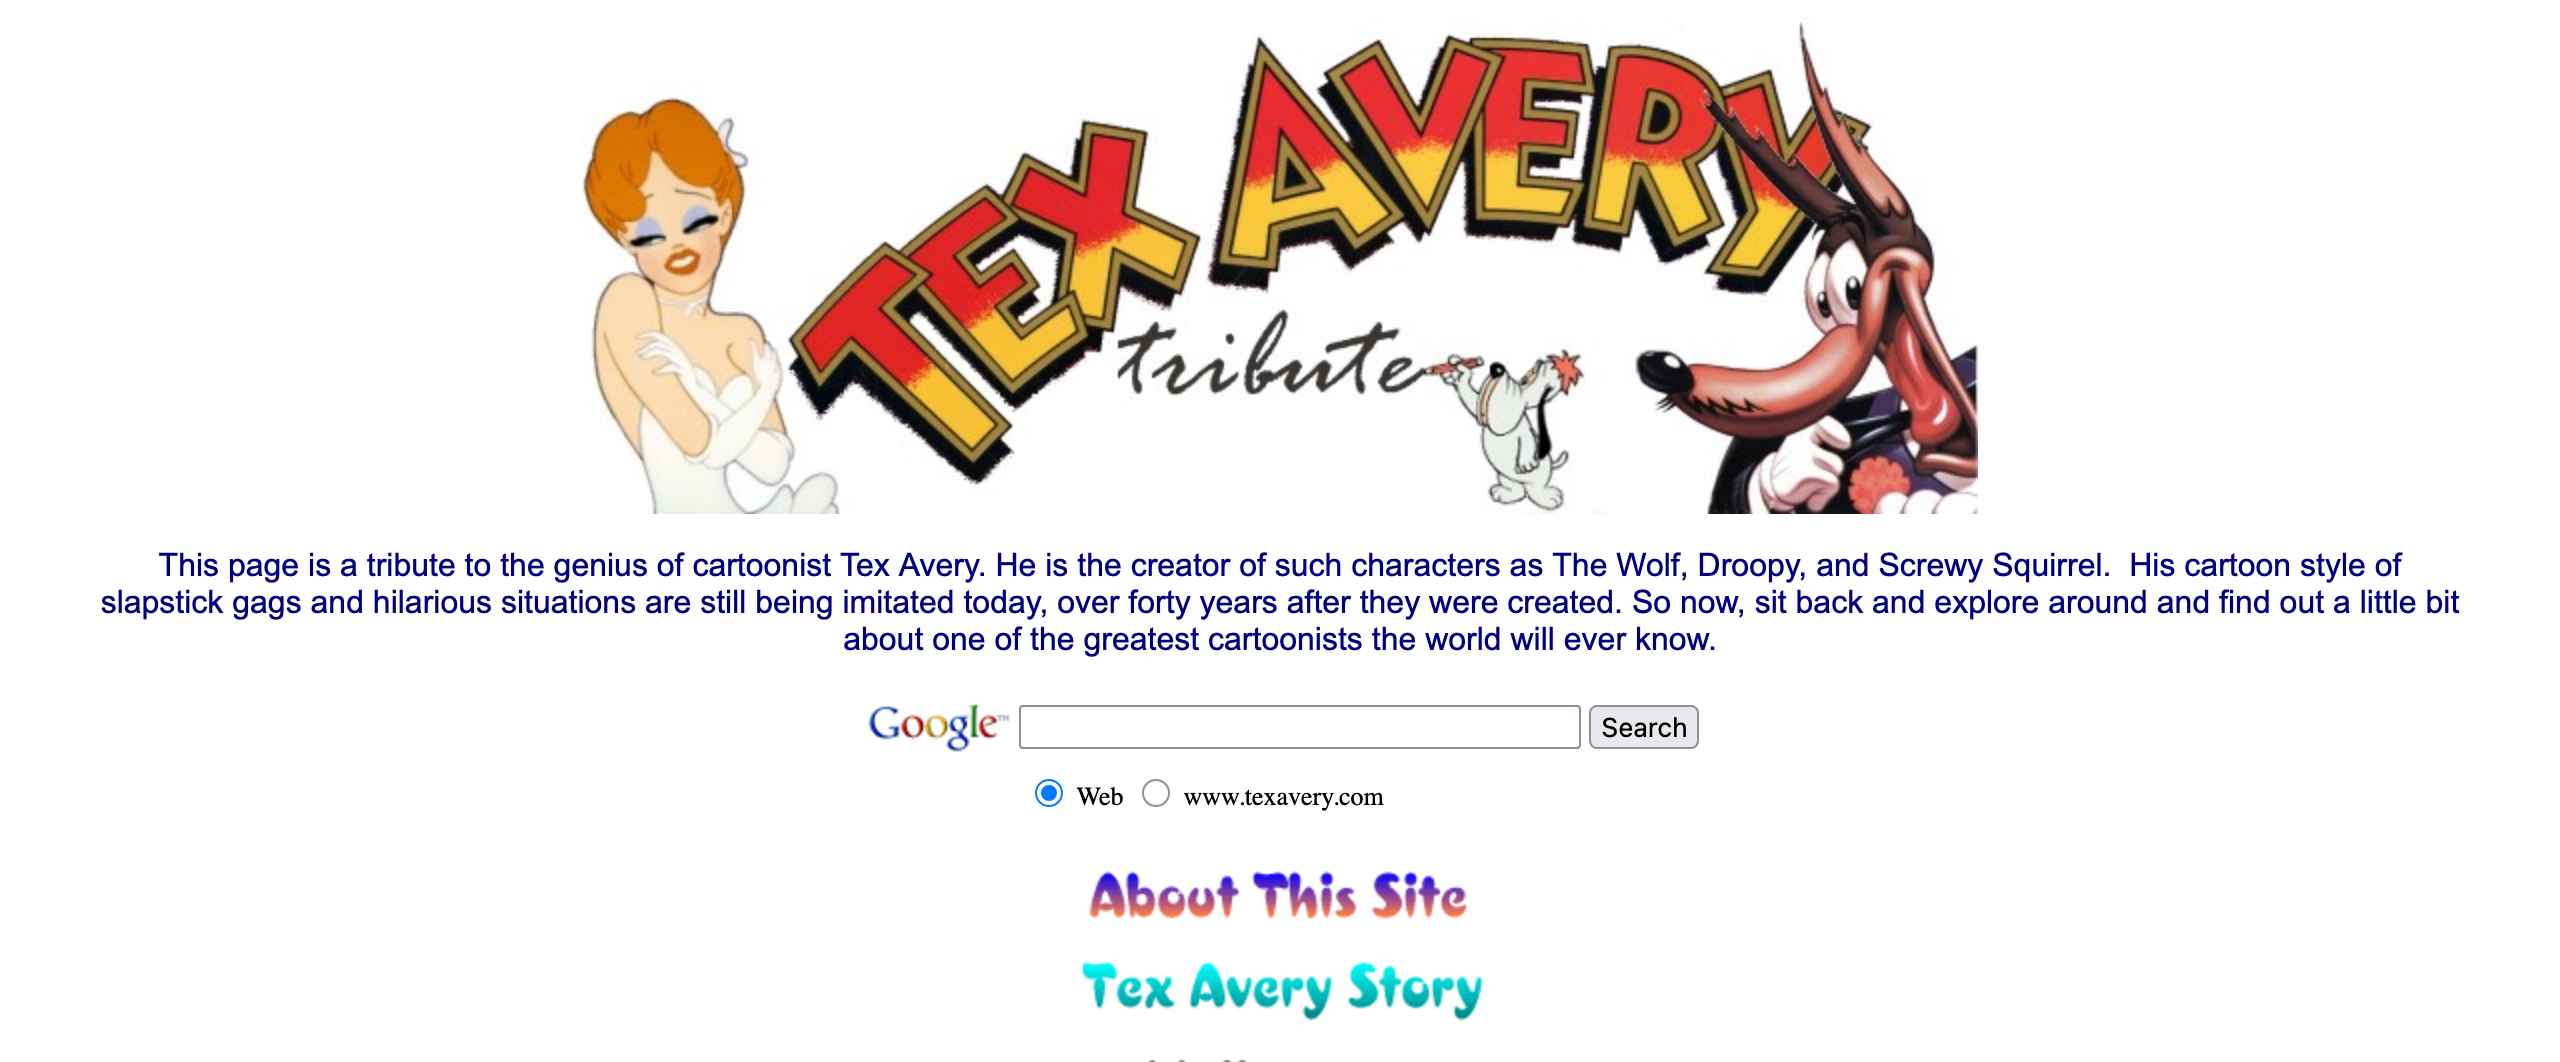 TEX AVERY
tribute
This page is a tribute to the genius of cartoonist Tex Avery. He is the creator of such characters as The Wolf, Droopy, and Screwy Squirrel.  His cartoon style of
slapstick gags and hilarious situations are still being imitated today, over forty years after they were created. So now, sit back and explore around and find out a little bit
about one of the greatest cartoonists the world will ever know.
Google™ Search
Web www.texavery.com
About This Site
Tex Avery Story